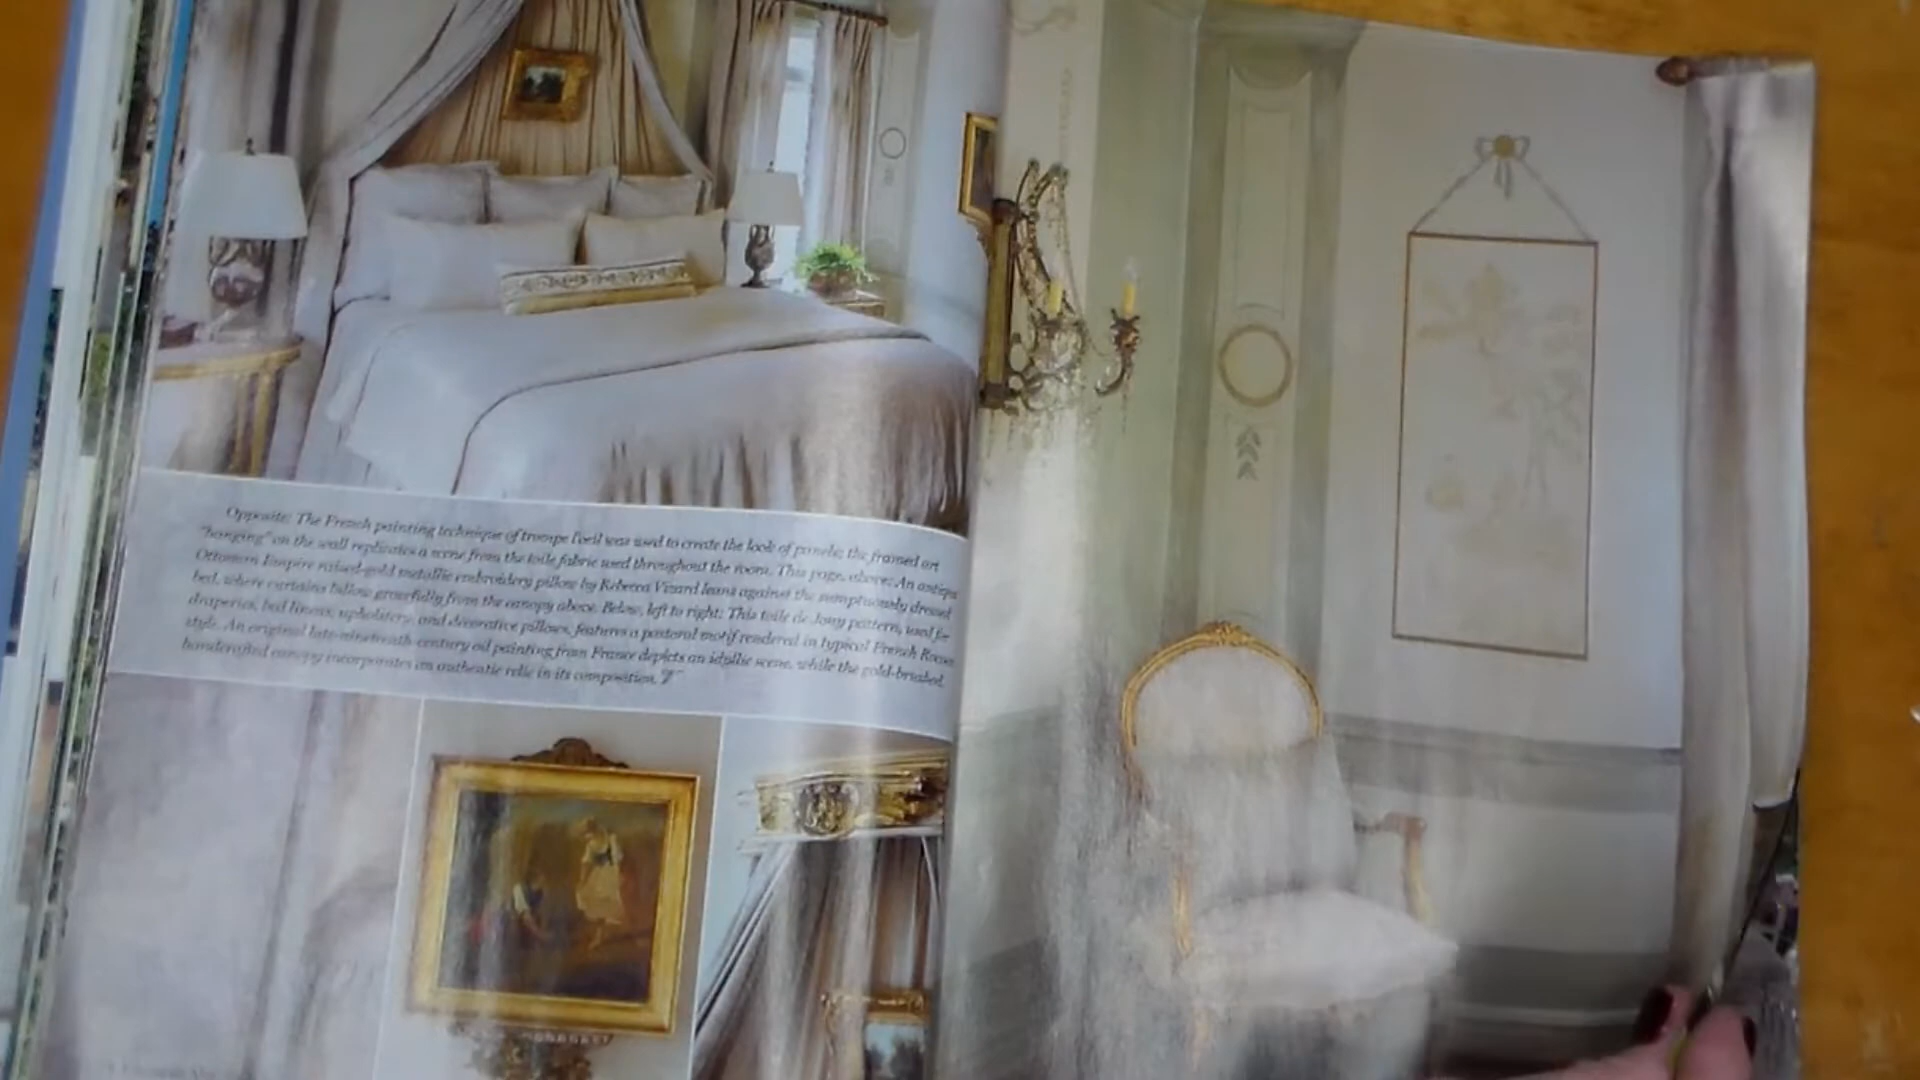 Opposite: The French painting technique of trompe l'oeil was used to create the look of panels; the framed art
"hanging" on the wall replicates a scene from the toile fabric used throughout the room. This page, above: An antique
Ottoman Empire raised-gold metallic embroidery pillow by Rebecca Vizard leans against the sumptuously dressed
bed, where curtains billow gracefully from the canopy above. Below, left to right: This toile de Jouy pattern, used for
draperies, bed linens, upholstery, and decorative pillows, features a pastoral motif rendered in typical French Rococo
style. An original late-nineteenth-century oil painting from France depicts an idyllic scene, while the gold-brushed,
handcrafted canopy incorporates an authentic relic in its composition.